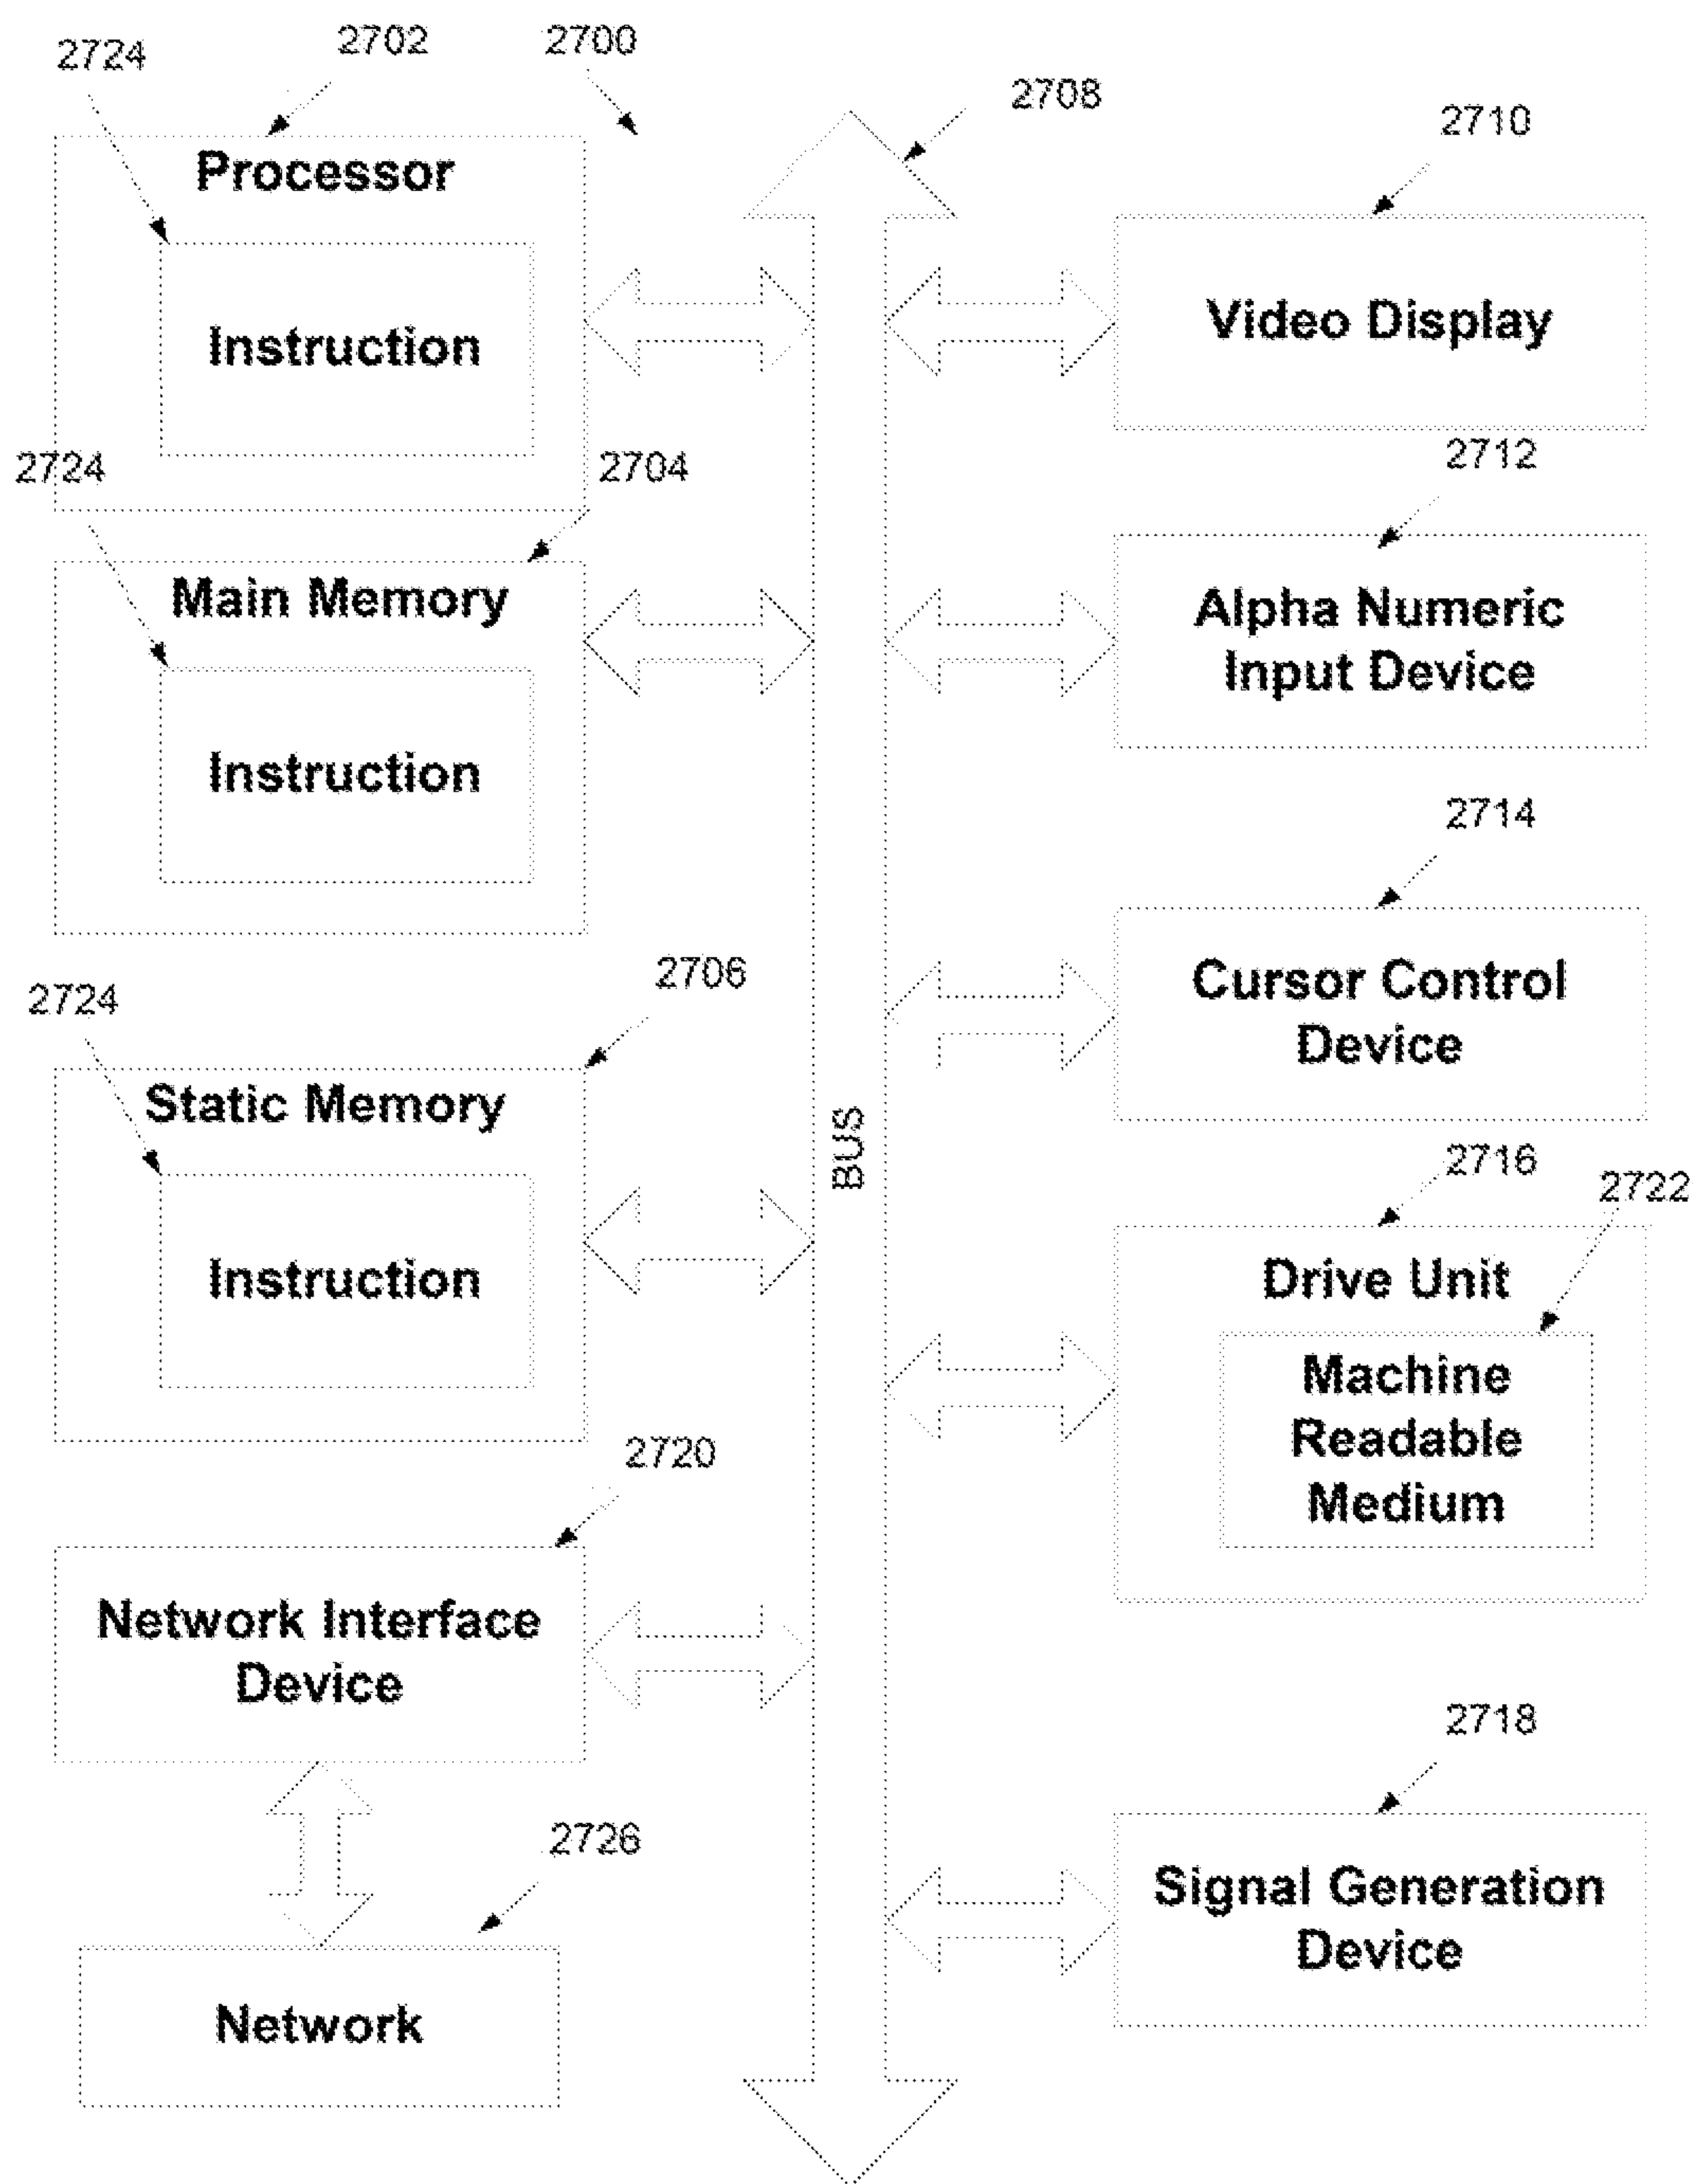 2724
2702
2700
2708
2710
Processor
Instruction
Video Display
2724
2704
2712
Main Memory
Instruction
Alpha Numeric
Input Device
2714
2724
2706
Cursor Control
Device
Static Memory
Instruction
BUS
2716
2722
Drive Unit
Machine
Readable
Medium
2720
Network Interface
Device
2718
2726
Signal Generation
Device
Network